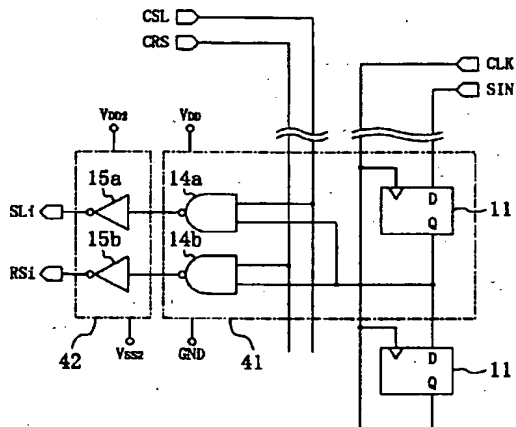 CSL
CRS
CLK
SIN
VDD2
VDD
15a
14a
SLi
D
Q
11
15b
14b
RSi
42
VSS2
GND
41
D
Q
11